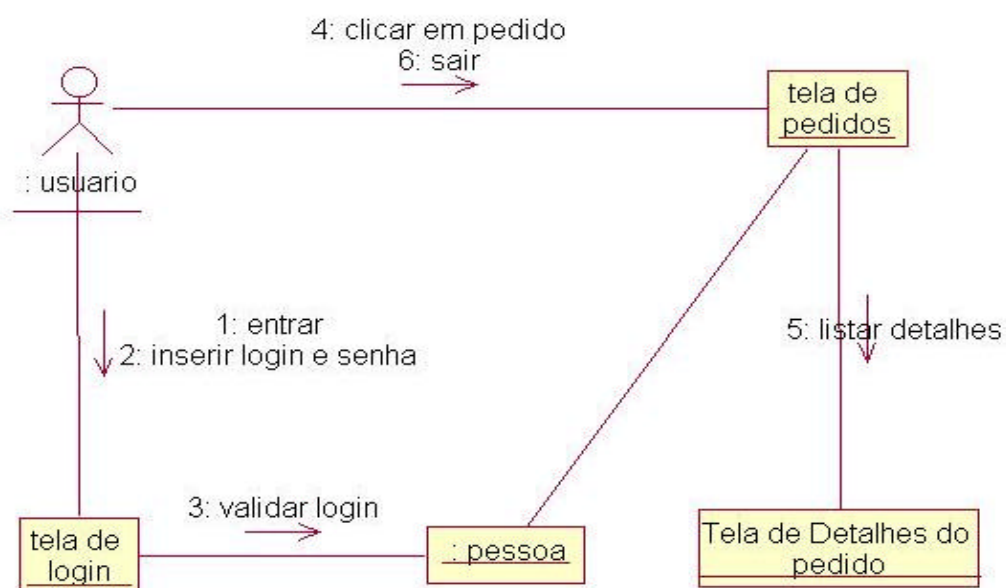 4: clicar em pedido
6: sair
tela de
pedidos
: usuario
1: entrar
2: inserir login e senha
5: listar detalhes
3: validar login
tela de
login
: pessoa
Tela de Detalhes do
pedido